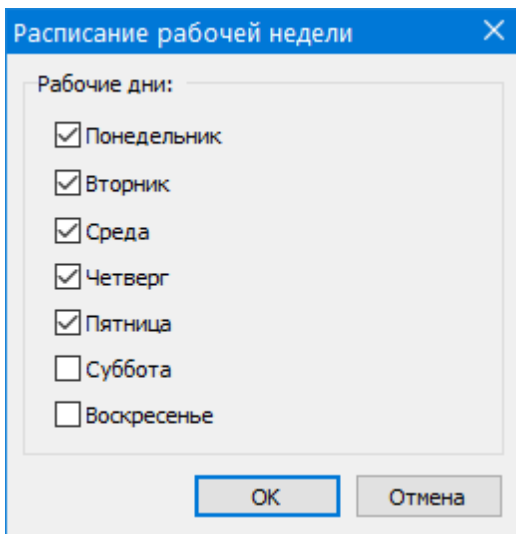 Расписание рабочей недели
Рабочие дни:
Понедельник
Вторник
Среда
Четверг
Пятница
Суббота
Воскресенье
OK Отмена